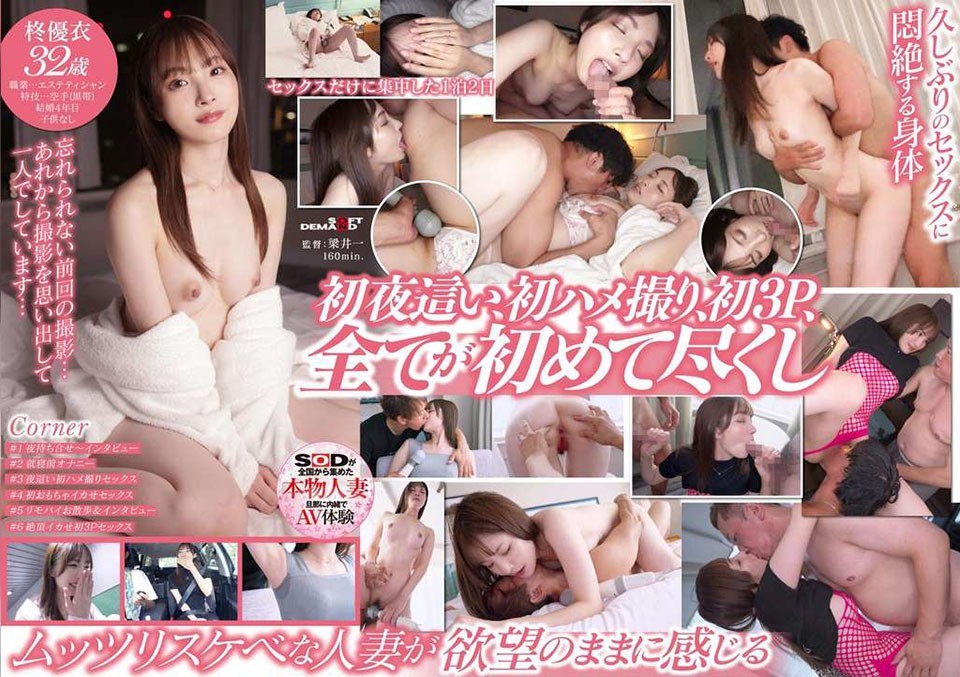 柊優衣
32歳
職業…エステティシャン
特技…空手(黒帯)
結婚4年目
子供なし
忘れられない前回の撮影…
あれから撮影を思い出して
一人でしています…
セックスだけに集中した1泊2日
久しぶりのセックスに
悶絶する身体
SOFT
DEMAND
監督:梁井一
160min.
初夜這い、初ハメ撮り、初3P、
全てが初めて尽くし
Corner
#1 夜待ち合せ~インタビュー
#2 就寝前オナニー
#3 夜這い初ハメ撮りセックス
#4 初おもちゃイカせセックス
#5 リモバイお散歩&インタビュー
#6 絶頂イカせ初3Pセックス
SODが
全国から集めた
本物人妻
旦那に内緒で
AV体験
ムッツリスケベな人妻が欲望のままに感じる